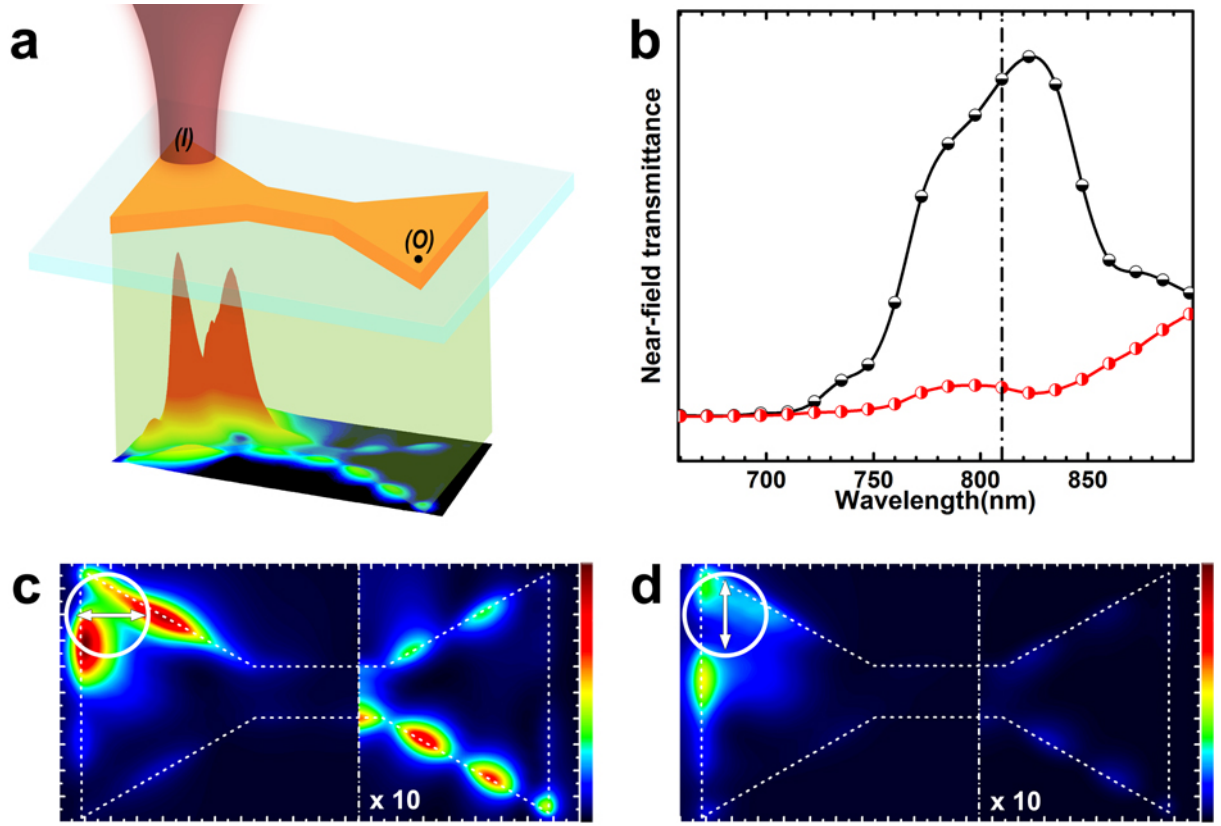 a
(I)
(O)
b
Near-field transmittance
700 750 800 850
Wavelength(nm)
c
x 10
d
x 10